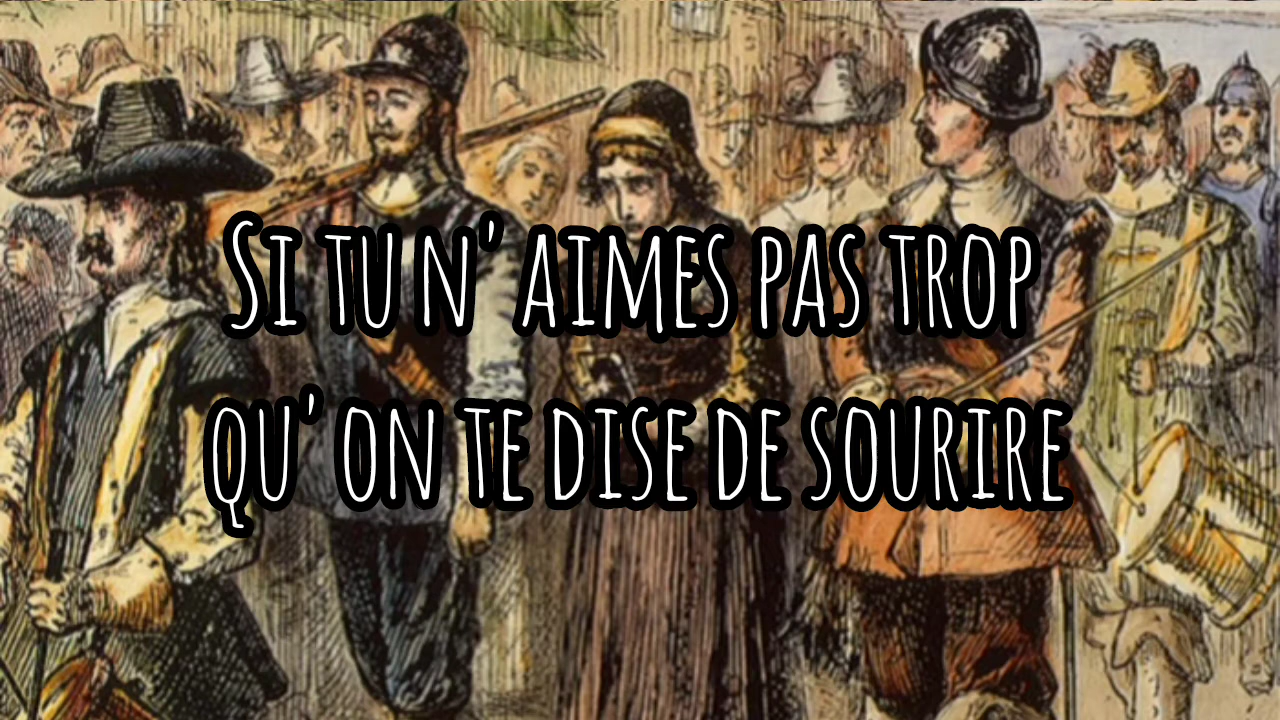 Si tu n' aimes pas trop
qu' on te dise de sourire